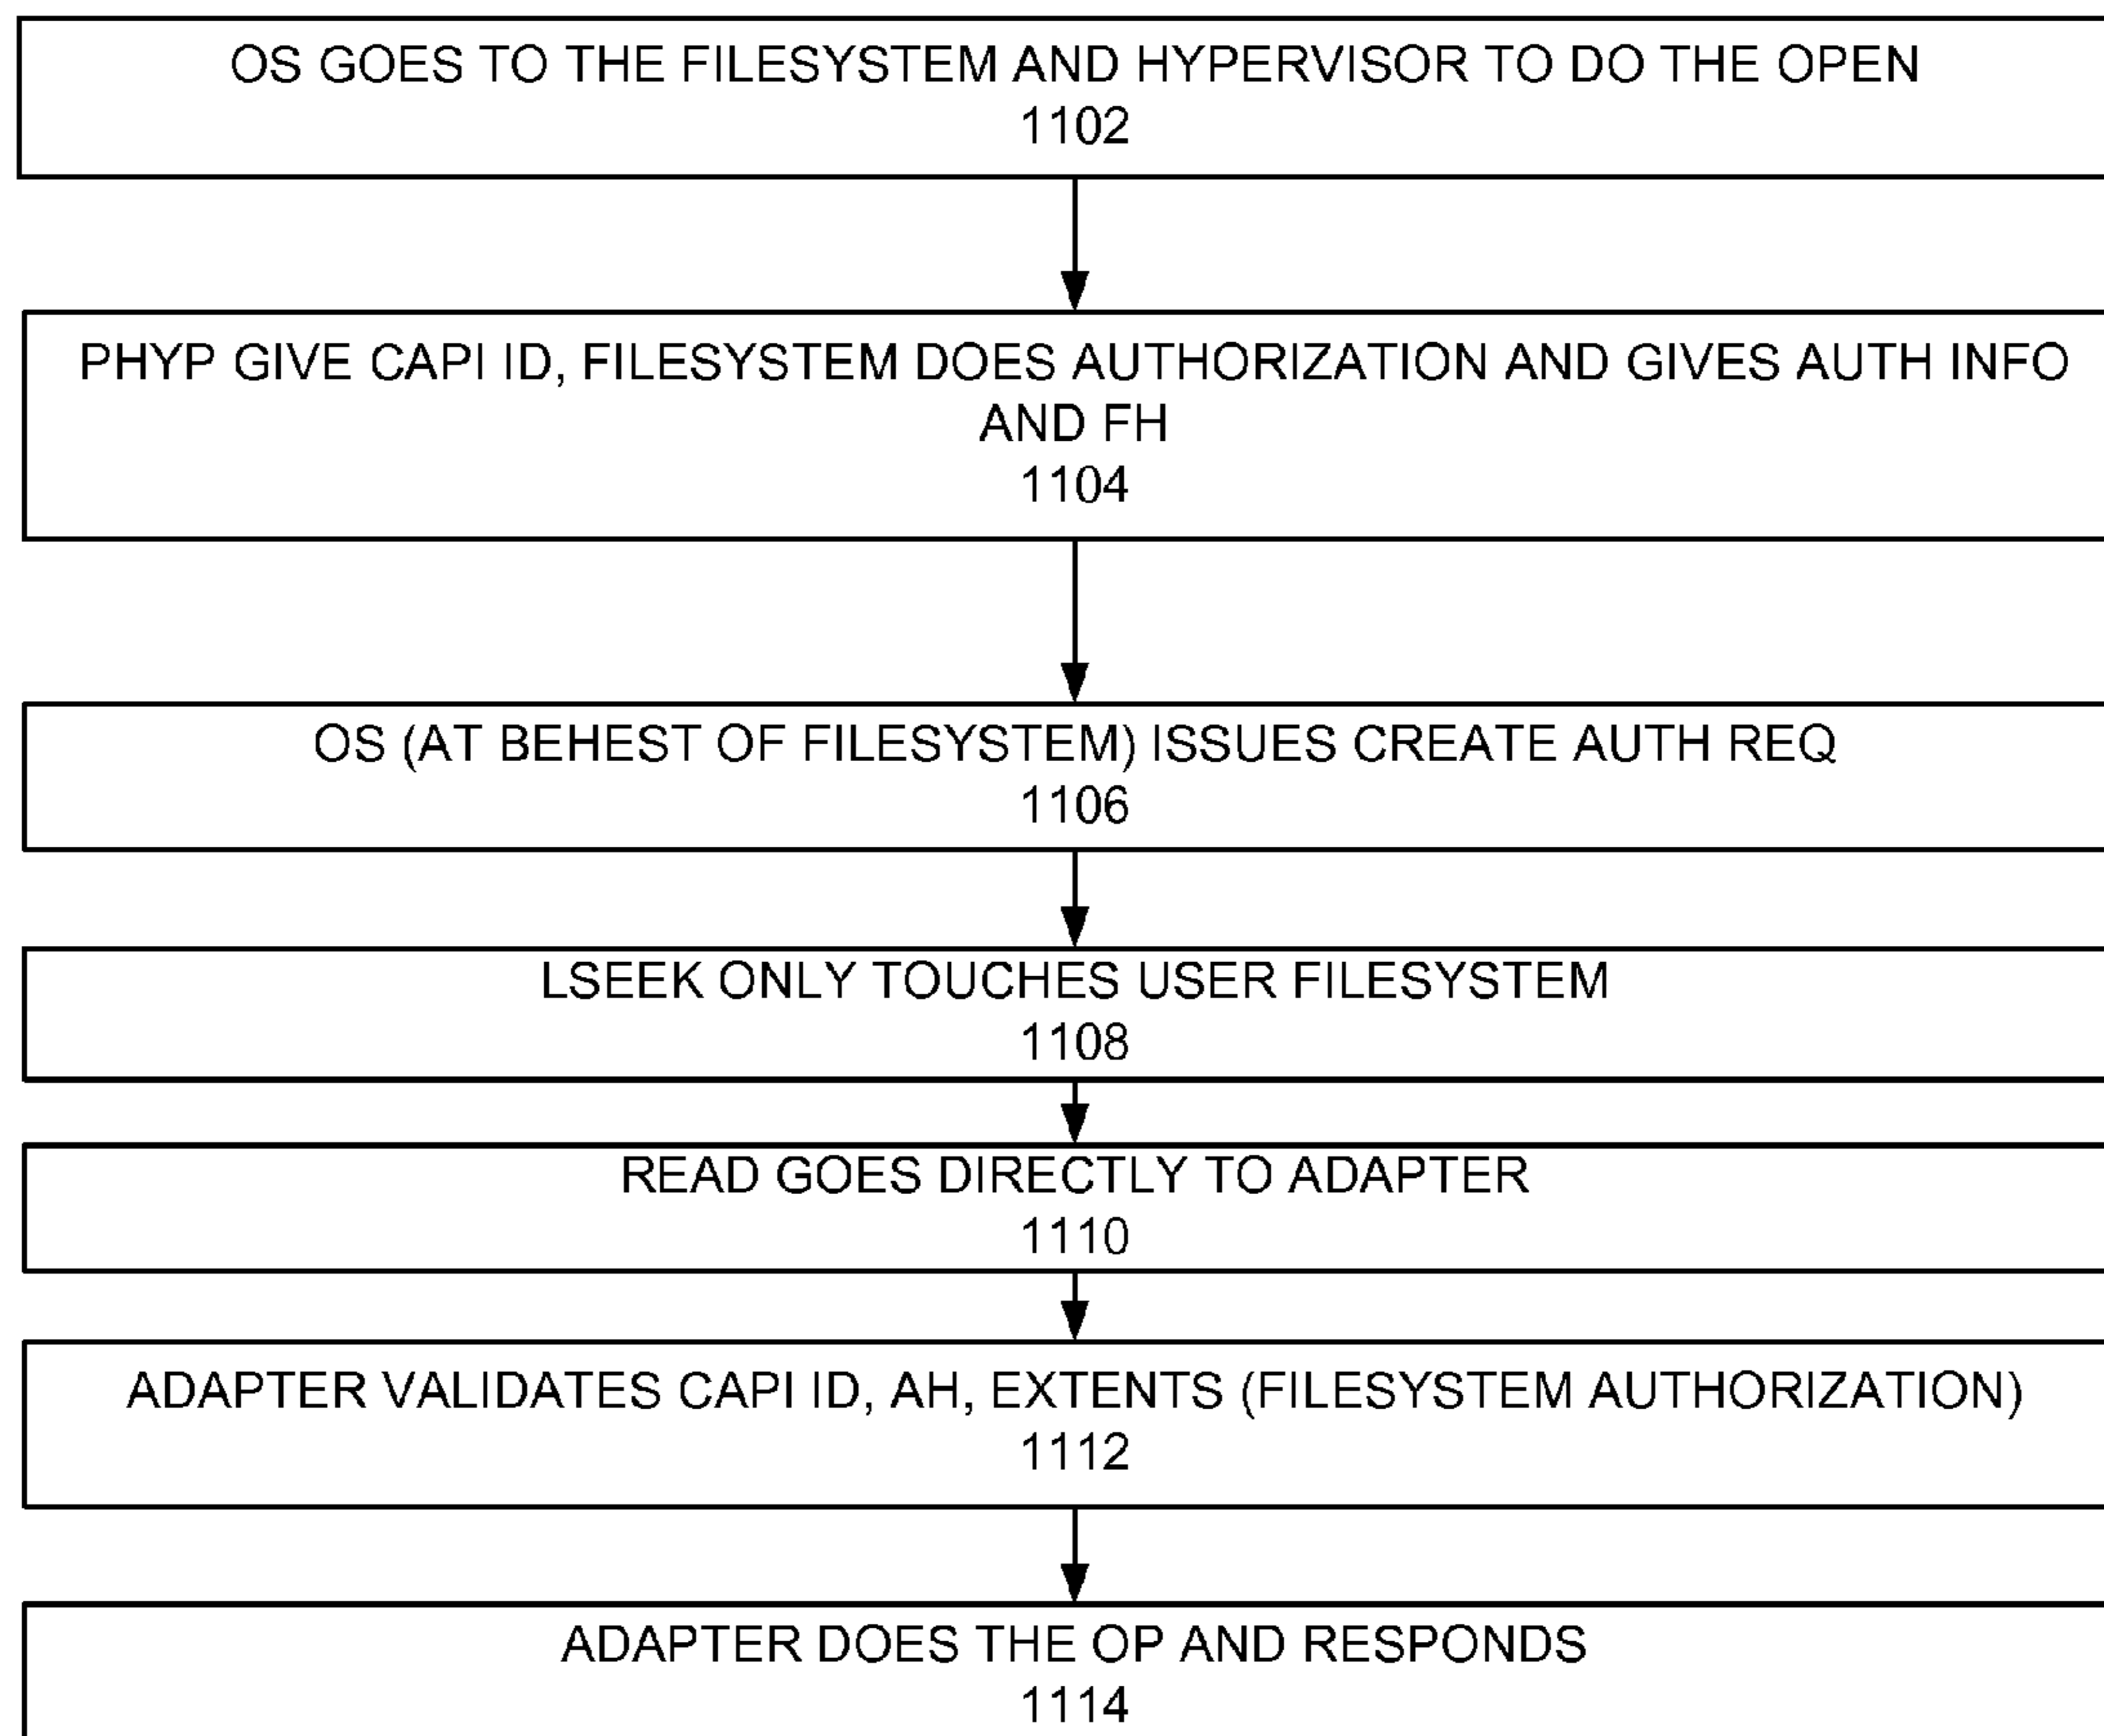 OS GOES TO THE FILESYSTEM AND HYPERVISOR TO DO THE OPEN
1102
PHYP GIVE CAPI ID, FILESYSTEM DOES AUTHORIZATION AND GIVES AUTH INFO
AND FH
1104
OS (AT BEHEST OF FILESYSTEM) ISSUES CREATE AUTH REQ
1106
LSEEK ONLY TOUCHES USER FILESYSTEM
1108
READ GOES DIRECTLY TO ADAPTER
1110
ADAPTER VALIDATES CAPI ID, AH, EXTENTS (FILESYSTEM AUTHORIZATION)
1112
ADAPTER DOES THE OP AND RESPONDS
1114